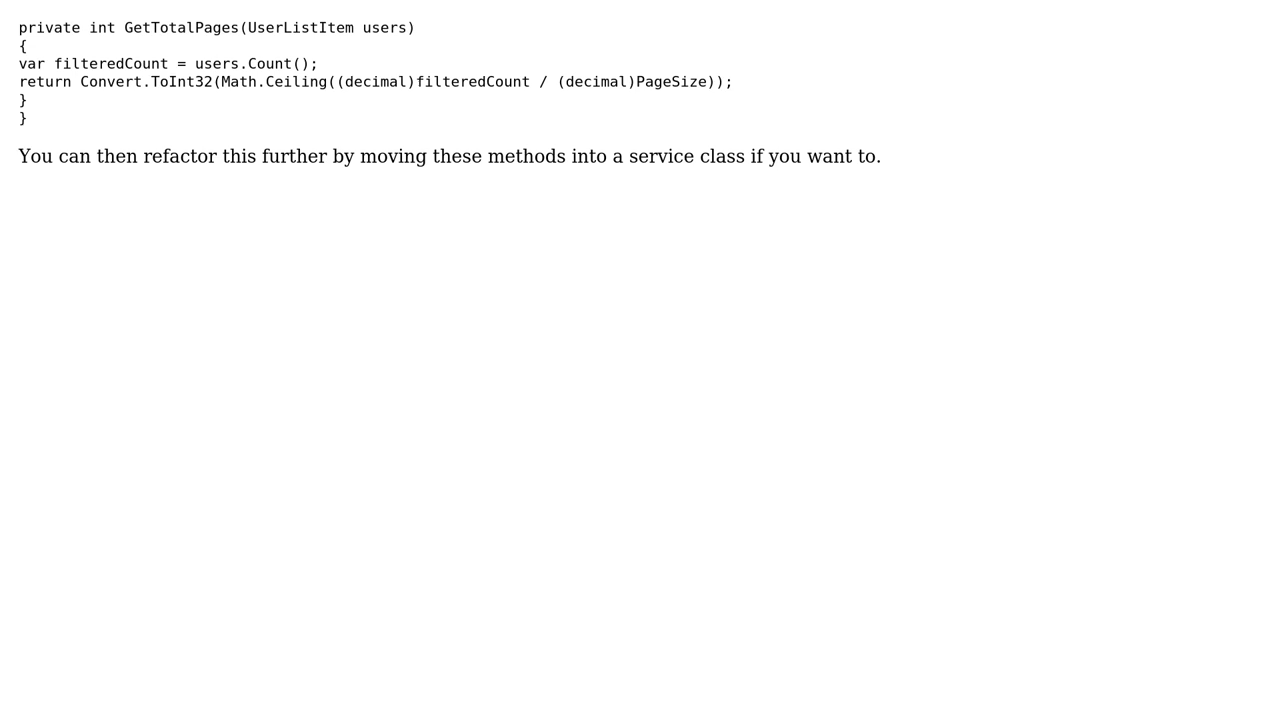 private int GetTotalPages(UserListItem users)
{
var filteredCount = users.Count();
return Convert.ToInt32(Math.Ceiling((decimal)filteredCount / (decimal)PageSize));
}
}
You can then refactor this further by moving these methods into a service class if you want to.